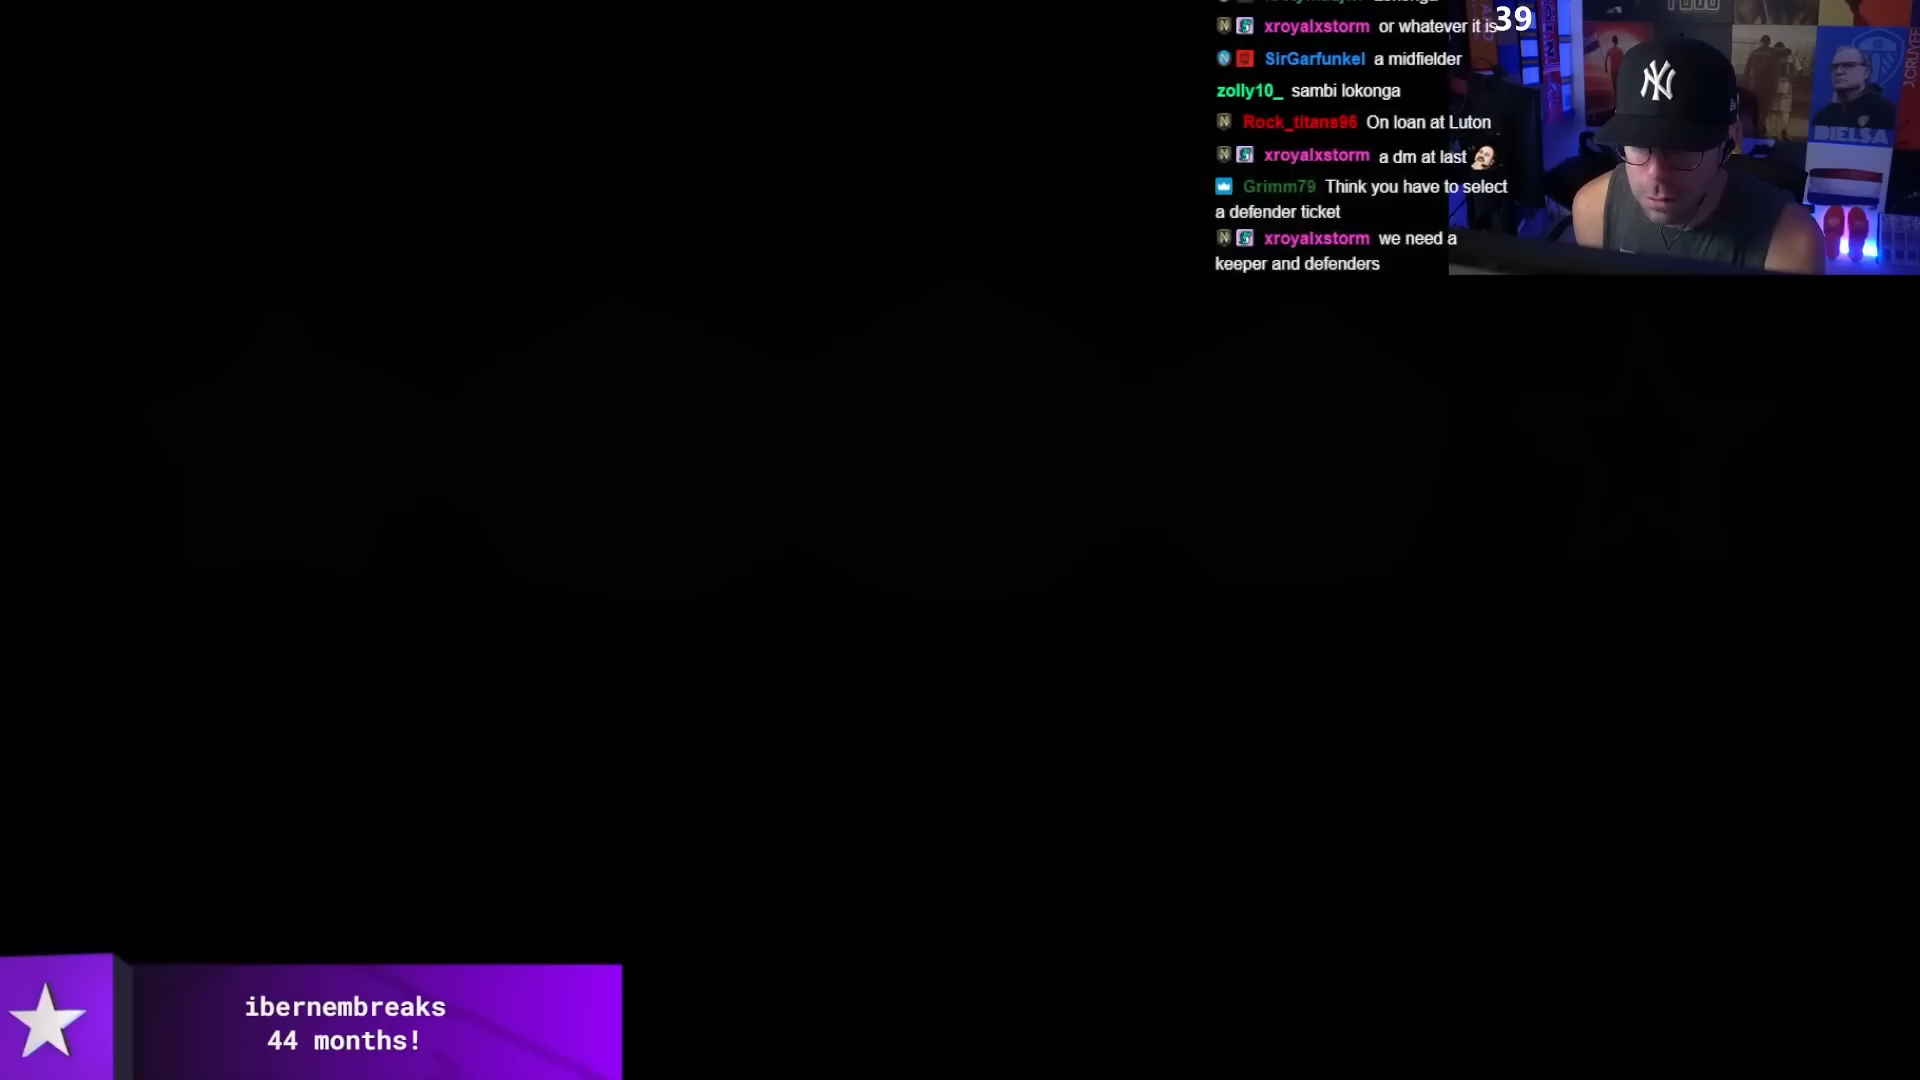 xroyalxstorm or whatever it is
39
SirGarfunkel a midfielder
zolly10_ sambi lokonga
Rock_titans96 On loan at Luton
xroyalxstorm a dm at last
Grimm79 Think you have to select
a defender ticket
xroyalxstorm we need a
keeper and defenders
NY
BIELSA
J.CRUYFF
ibernembreaks
44 months!